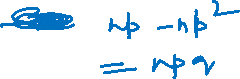 np - np²
= npq